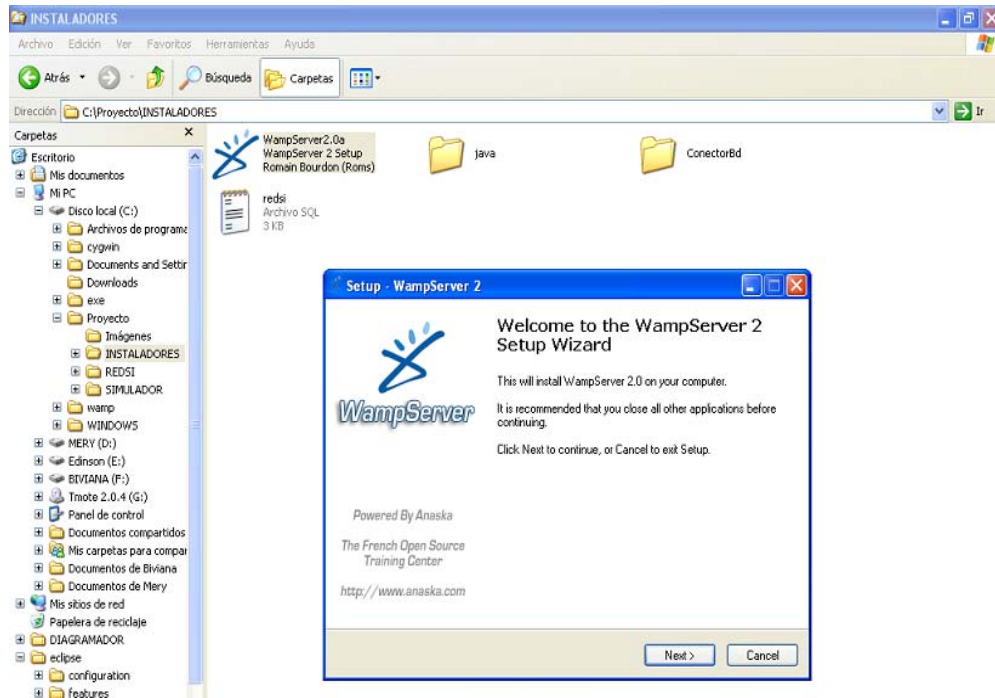 INSTALADORES
Archivo Edición Ver Favoritos Herramientas Ayuda
Atrás Búsqueda Carpetas
Dirección C:\Proyecto\INSTALADORES Ir
Carpetas
Escritorio
Mis documentos
Mi PC
Disco local (C:)
Archivos de programa
cygwin
Documents and Settir
Downloads
exe
Proyecto
Imágenes
INSTALADORES
REDSI
SIMULADOR
wamp
WINDOWS
MERY (D:)
Edinson (E:)
BIVIANA (F:)
Tmote 2.0.4 (G:)
Panel de control
Documentos compartidos
Mis carpetas para compar
Documentos de Biviana
Documentos de Mery
Mis sitios de red
Papelera de reciclaje
DIAGRAMADOR
eclipse
configuration
features
WampServer2.0a
WampServer 2 Setup
Romain Bourdon (Roms)
java
ConectorBd
redsi
Archivo SQL
3 KB
Setup - WampServer 2
WampServer
Powered By Anaska
The French Open Source
Training Center
http://www.anaska.com
Welcome to the WampServer 2
Setup Wizard
This will install WampServer 2.0 on your computer.
It is recommended that you close all other applications before
continuing.
Click Next to continue, or Cancel to exit Setup.
Next >
Cancel